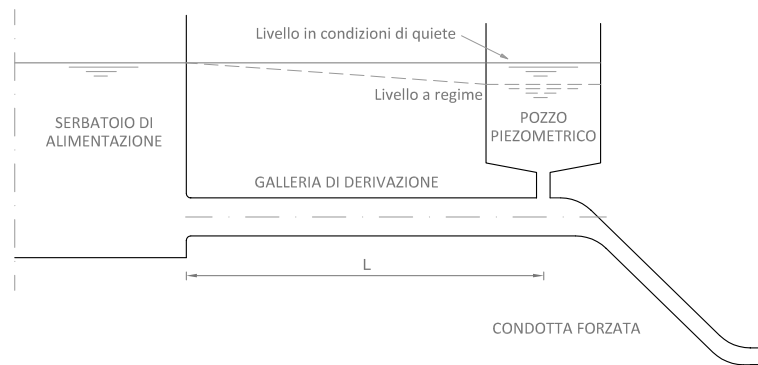 Livello in condizioni di quiete
Livello a regime
SERBATOIO DI
ALIMENTAZIONE
POZZO
PIEZOMETRICO
GALLERIA DI DERIVAZIONE
L
CONDOTTA FORZATA